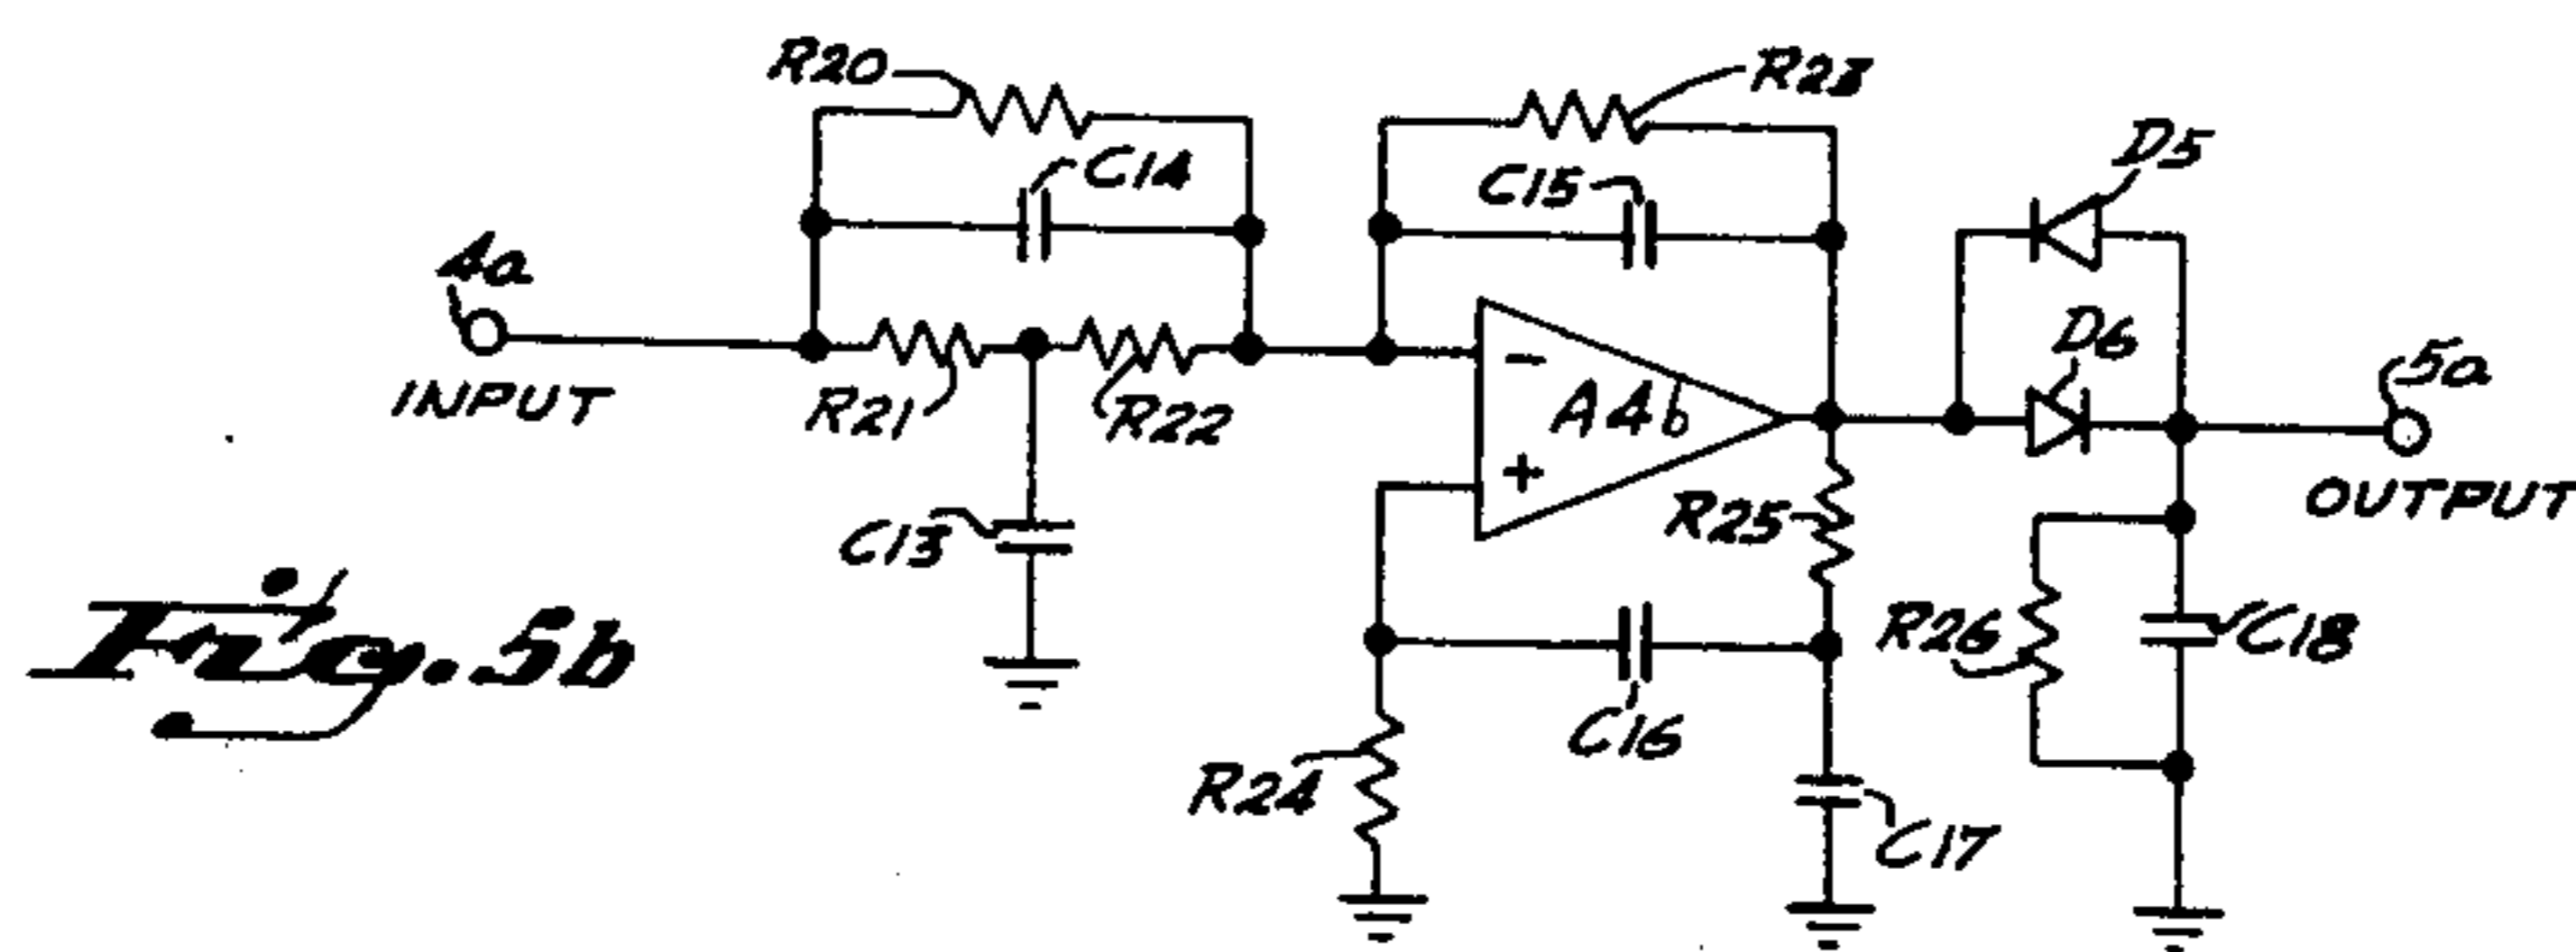 R20
R23
C14
C15
D5
4a
D6
5a
INPUT
R21
R22
-
A4b
+
OUTPUT
C13
R25
Fig. 5b
R26
C18
C16
R24
C17